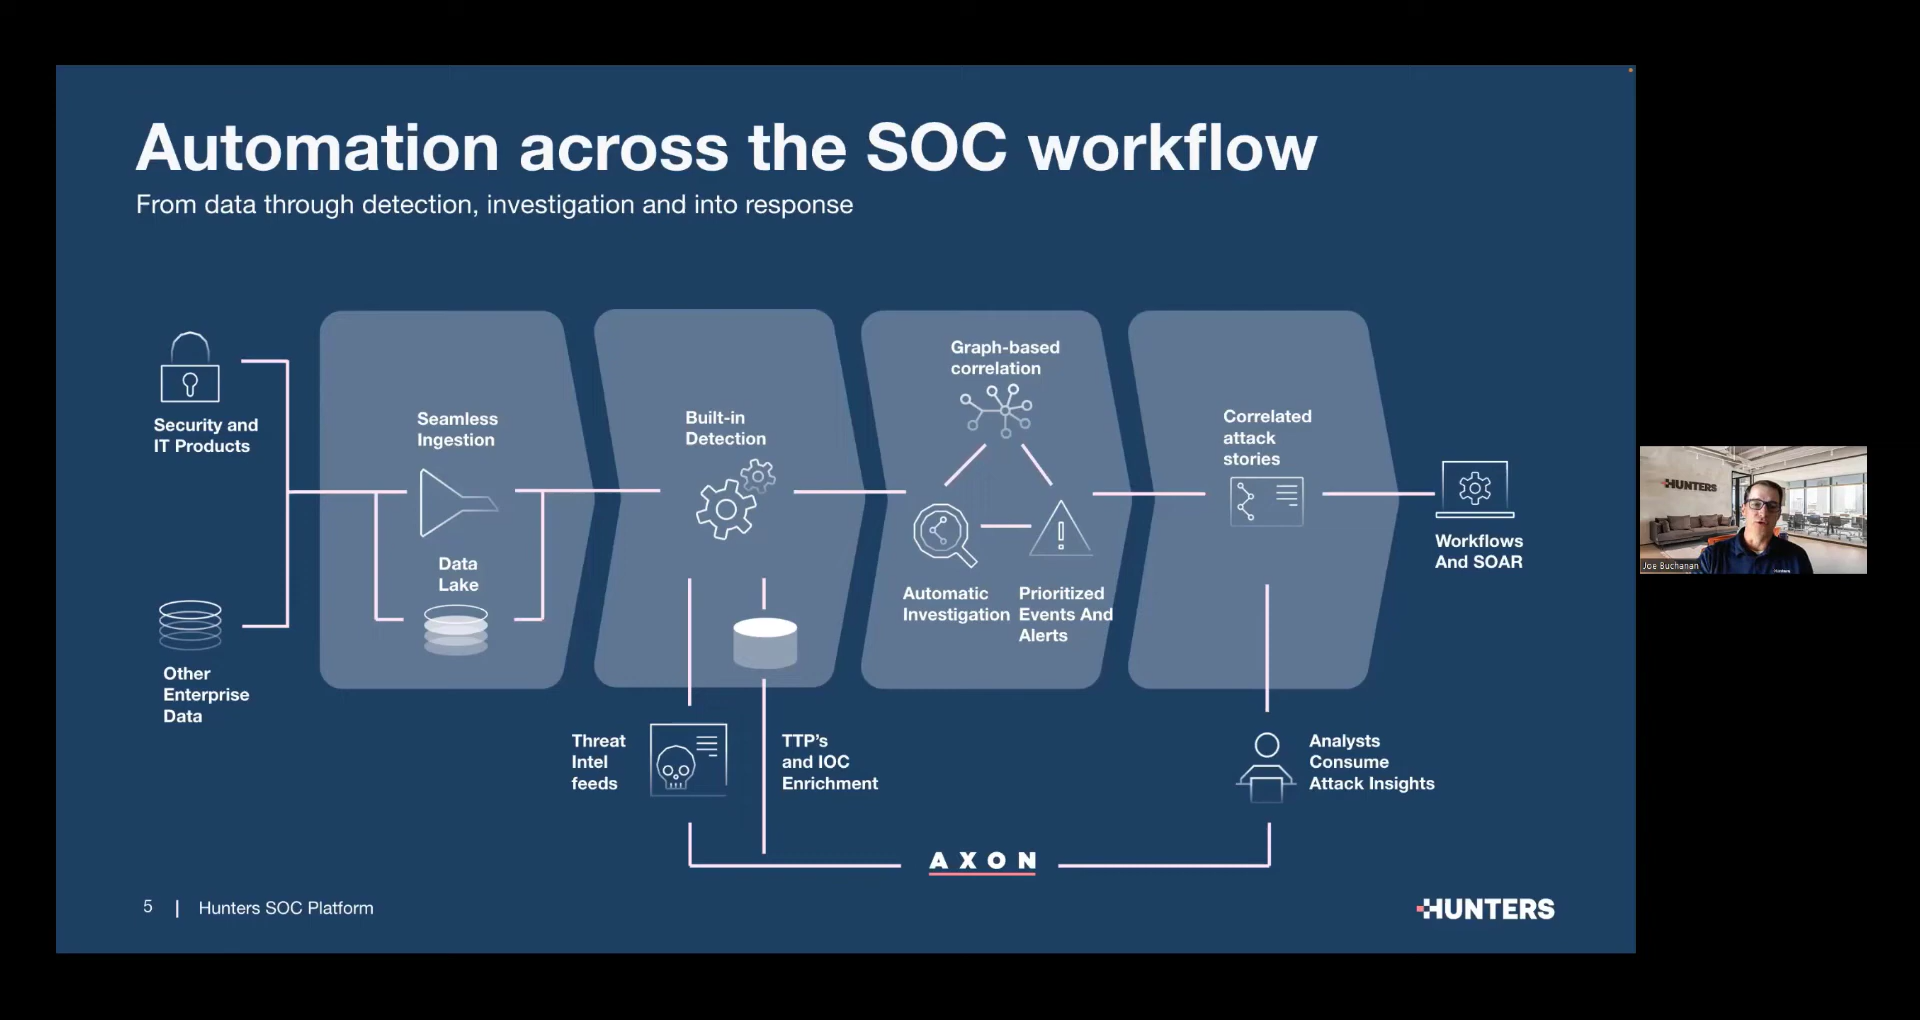 Automation across the SOC workflow
From data through detection, investigation and into response
Security and
IT Products
Other
Enterprise
Data
Seamless
Ingestion
Data
Lake
Built-in
Detection
Threat
Intel
feeds
TTP's
and IOC
Enrichment
Graph-based
correlation
Automatic
Investigation
Prioritized
Events And
Alerts
Correlated
attack
stories
Analysts
Consume
Attack Insights
Workflows
And SOAR
AXON
5 | Hunters SOC Platform
HUNTERS
HUNTERS
Joe Buchanan
Hunters